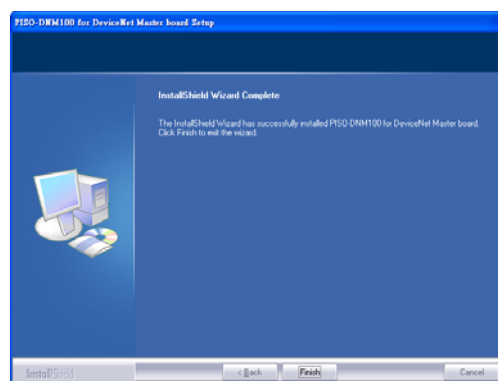 PISO-DNM100 for DeviceNet Master board Setup
InstallShield Wizard Complete
The InstallShield Wizard has successfully installed PISO-DNM100 for DeviceNet Master board.
Click Finish to exit the wizard.
InstallShield
< Back
Finish
Cancel